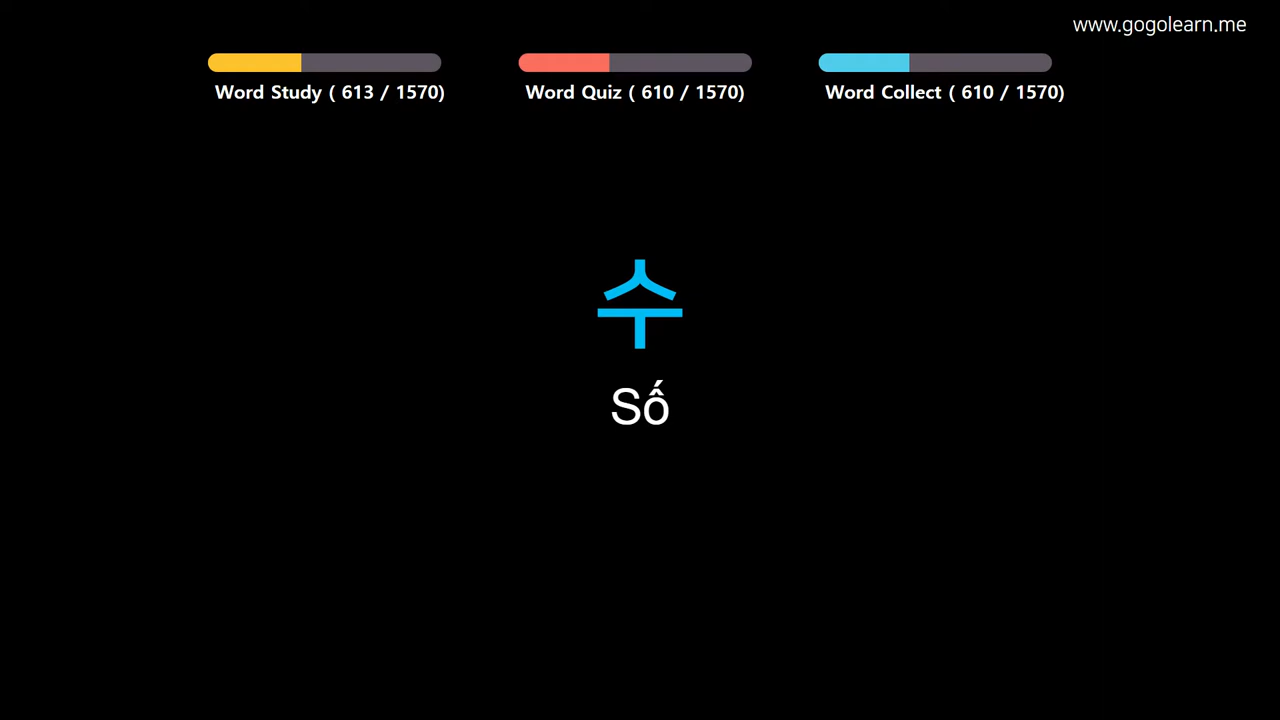 www.gogolearn.me
Word Study ( 613 / 1570)
Word Quiz ( 610 / 1570)
Word Collect ( 610 / 1570)
수
Số